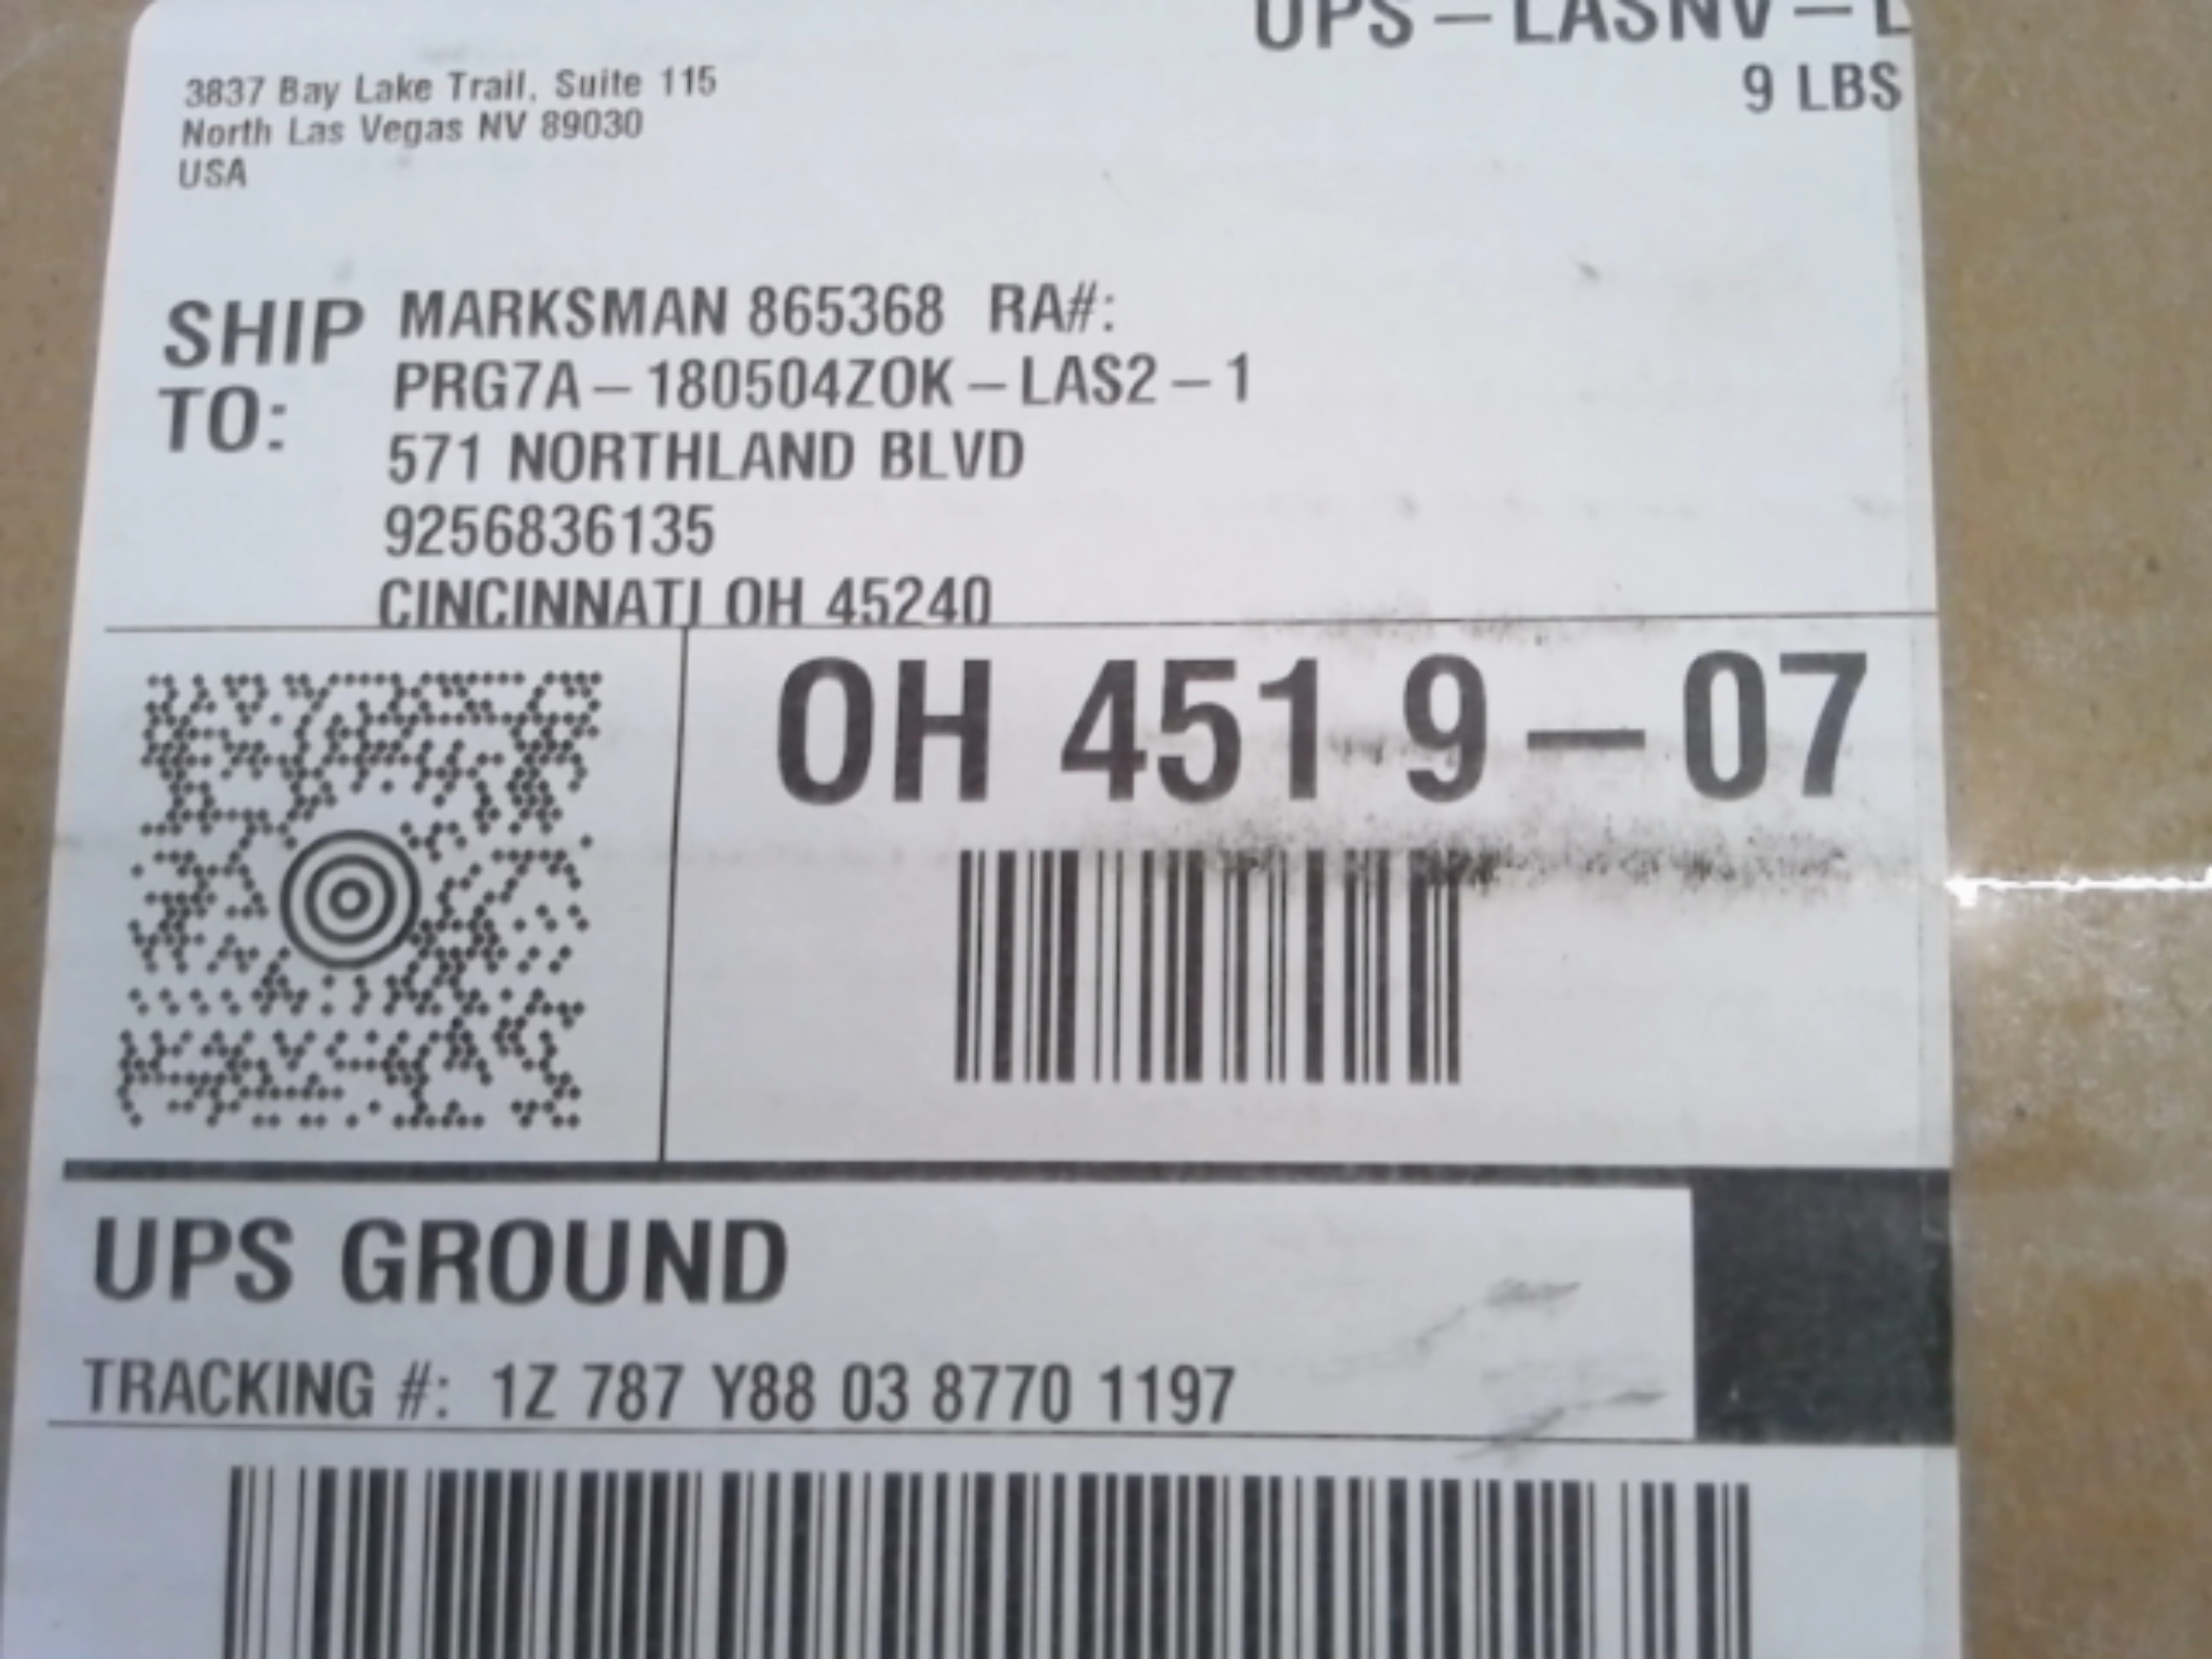 UPS – LASNV – L
9 LBS
3837 Bay Lake Trail, Suite 115
North Las Vegas NV 89030
USA
SHIP TO:
MARKSMAN 865368 RA#:
PRG7A – 180504ZOK – LAS2 – 1
571 NORTHLAND BLVD
9256836135
CINCINNATI OH 45240
OH 451 9 – 07
UPS GROUND
TRACKING #: 1Z 787 Y88 03 8770 1197